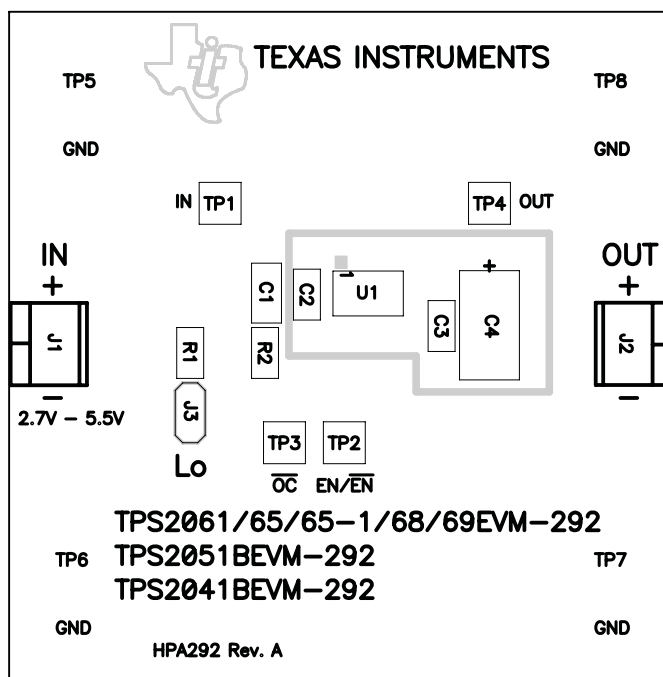 TEXAS INSTRUMENTS
TP5
TP8
GND
GND
IN TP1
TP4 OUT
IN
OUT
+
+
+
1
C1
C2
U1
C3
C4
J1
J2
R1
R2
J3
−
−
2.7V − 5.5V
Lo
TP3
TP2
OC
EN/EN
TPS2061/65/65−1/68/69EVM−292
TP6
TPS2051BEVM−292
TP7
TPS2041BEVM−292
GND
GND
HPA292 Rev. A